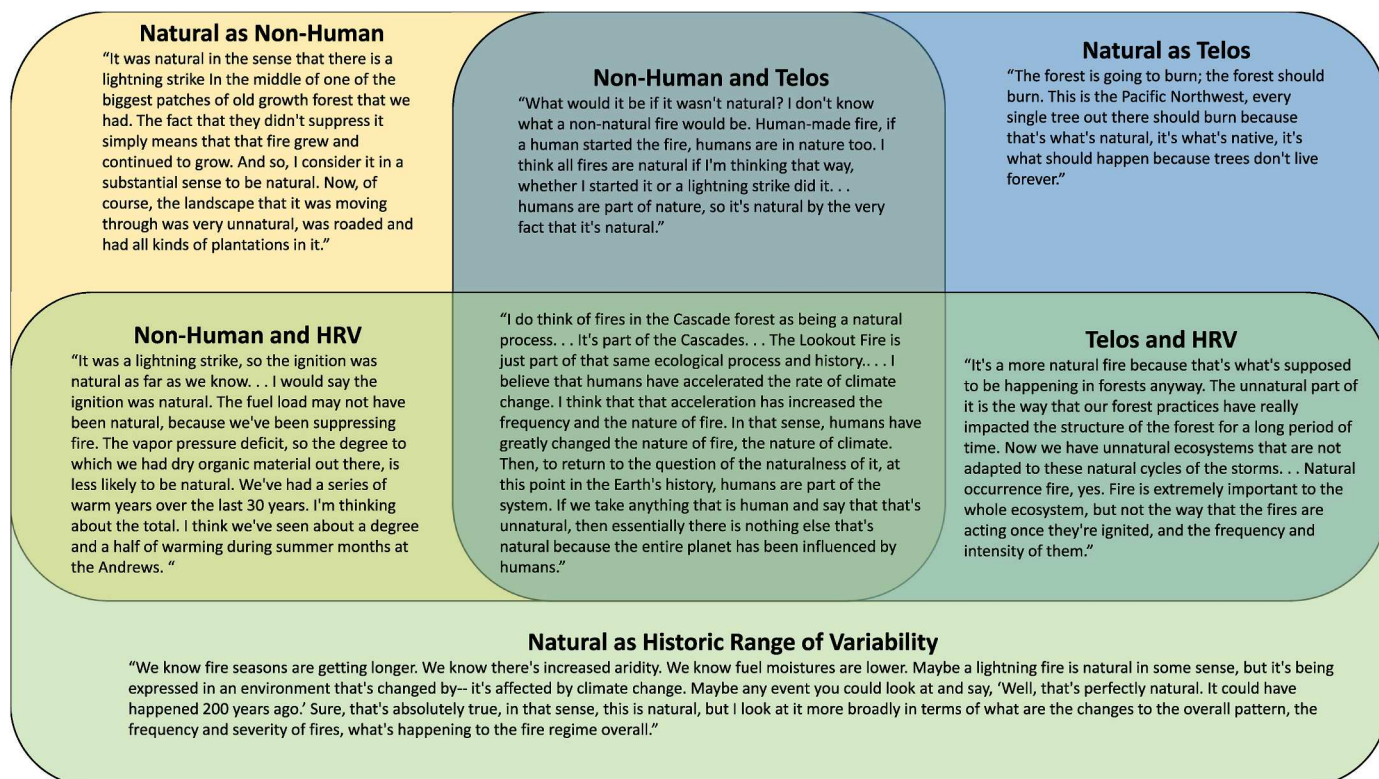 Natural as Non-Human
“It was natural in the sense that there is a
lightning strike In the middle of one of the
biggest patches of old growth forest that we
had. The fact that they didn't suppress it
simply means that that fire grew and
continued to grow. And so, I consider it in a
substantial sense to be natural. Now, of
course, the landscape that it was moving
through was very unnatural, was roaded and
had all kinds of plantations in it.”
Non-Human and Telos
“What would it be if it wasn't natural? I don't know
what a non-natural fire would be. Human-made fire, if
a human started the fire, humans are in nature too. I
think all fires are natural if I'm thinking that way,
whether I started it or a lightning strike did it. . .
humans are part of nature, so it's natural by the very
fact that it's natural.”
Natural as Telos
“The forest is going to burn; the forest should
burn. This is the Pacific Northwest, every
single tree out there should burn because
that's what's natural, it's what's native, it's
what should happen because trees don't live
forever.”
Non-Human and HRV
“It was a lightning strike, so the ignition was
natural as far as we know. . . I would say the
ignition was natural. The fuel load may not have
been natural, because we've been suppressing
fire. The vapor pressure deficit, so the degree to
which we had dry organic material out there, is
less likely to be natural. We've had a series of
warm years over the last 30 years. I'm thinking
about the total. I think we've seen about a degree
and a half of warming during summer months at
the Andrews. “
“I do think of fires in the Cascade forest as being a natural
process. . . It's part of the Cascades. . . The Lookout Fire is
just part of that same ecological process and history.. . . I
believe that humans have accelerated the rate of climate
change. I think that that acceleration has increased the
frequency and the nature of fire. In that sense, humans have
greatly changed the nature of fire, the nature of climate.
Then, to return to the question of the naturalness of it, at
this point in the Earth's history, humans are part of the
system. If we take anything that is human and say that that's
unnatural, then essentially there is nothing else that's
natural because the entire planet has been influenced by
humans.”
Telos and HRV
“It's a more natural fire because that's what's supposed
to be happening in forests anyway. The unnatural part of
it is the way that our forest practices have really
impacted the structure of the forest for a long period of
time. Now we have unnatural ecosystems that are not
adapted to these natural cycles of the storms. . . Natural
occurrence fire, yes. Fire is extremely important to the
whole ecosystem, but not the way that the fires are
acting once they're ignited, and the frequency and
intensity of them.”
Natural as Historic Range of Variability
“We know fire seasons are getting longer. We know there's increased aridity. We know fuel moistures are lower. Maybe a lightning fire is natural in some sense, but it's being
expressed in an environment that's changed by-- it's affected by climate change. Maybe any event you could look at and say, ‘Well, that's perfectly natural. It could have
happened 200 years ago.’ Sure, that's absolutely true, in that sense, this is natural, but I look at it more broadly in terms of what are the changes to the overall pattern, the
frequency and severity of fires, what's happening to the fire regime overall.”